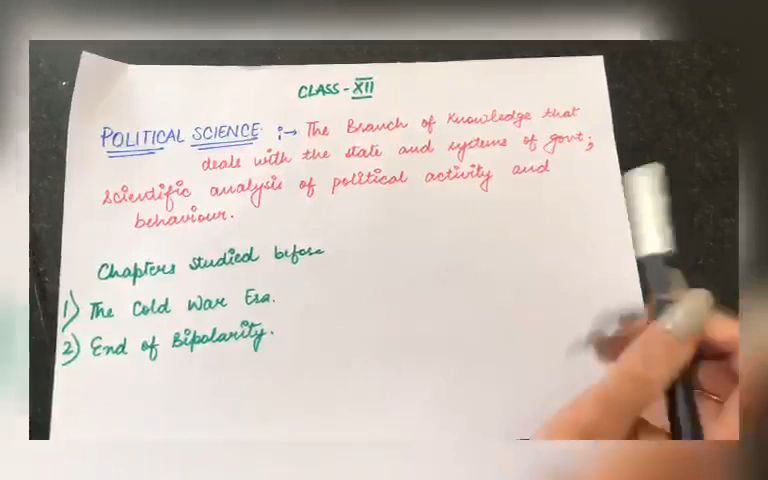 CLASS - XII
POLITICAL SCIENCE :→ The Branch of Knowledge that
deals with the state and systems of govt;
scientific analysis of political activity and
behaviour.
Chapters studied before
1) The Cold War Era.
2) End of Bipolarity.